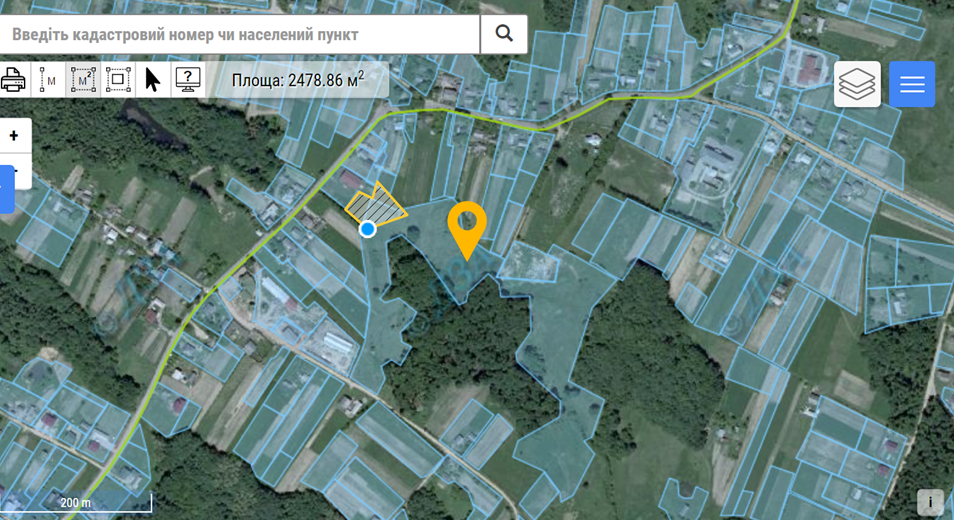 Введіть кадастровий номер чи населений пункт
М
М²
?
Площа: 2478.86 м²
+
-
200 m
i